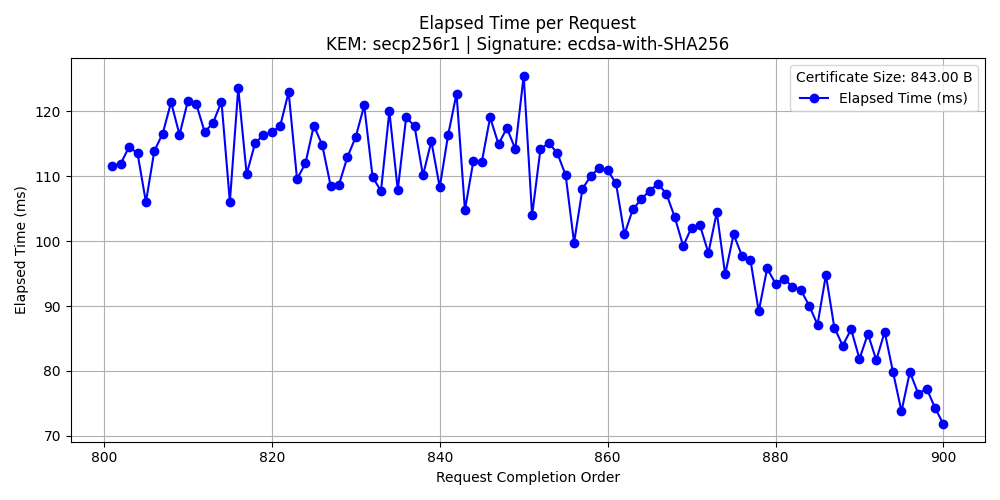 Elapsed Time per Request
KEM: secp256r1 | Signature: ecdsa-with-SHA256
Certificate Size: 843.00 B
Elapsed Time (ms)
Elapsed Time (ms)
120
110
100
90
80
70
800
820
840
860
880
900
Request Completion Order